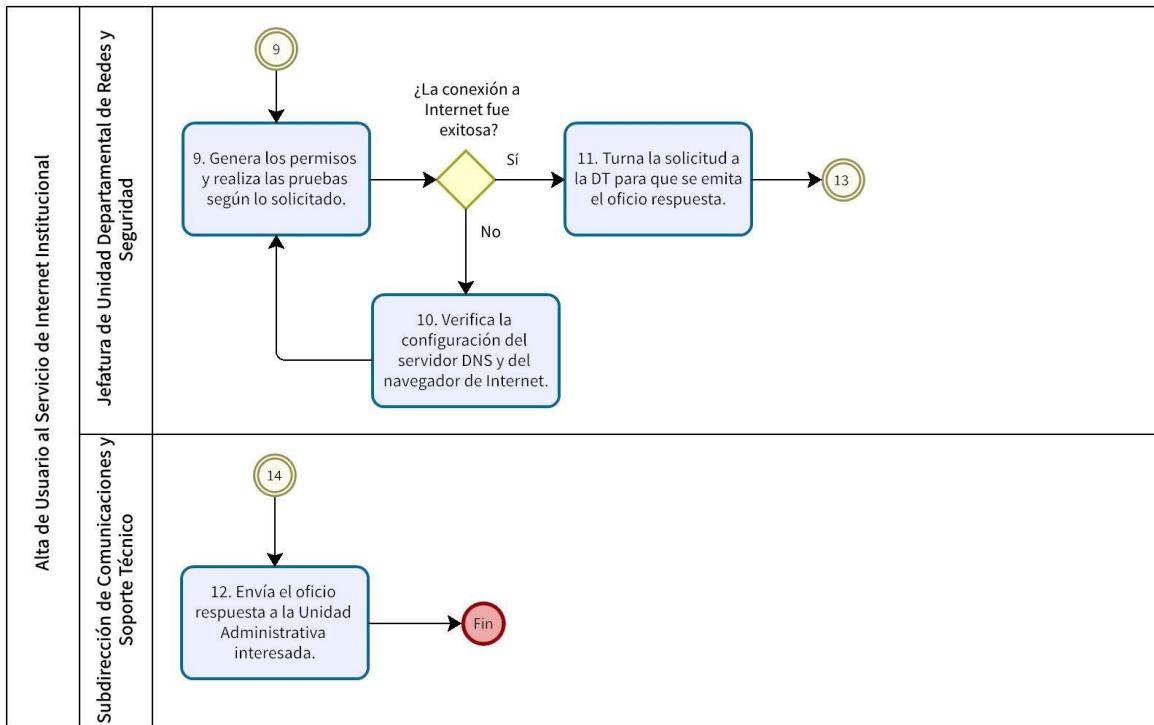 Alta de Usuario al Servicio de Internet Institucional
Jefatura de Unidad Departamental de Redes y
Seguridad
9
¿La conexión a
Internet fue
exitosa?
9. Genera los permisos
y realiza las pruebas
según lo solicitado.
Sí
11. Turna la solicitud a
la DT para que se emita
el oficio respuesta.
13
No
10. Verifica la
configuración del
servidor DNS y del
navegador de Internet.
Subdirección de Comunicaciones y
Soporte Técnico
14
12. Envía el oficio
respuesta a la Unidad
Administrativa
interesada.
Fin